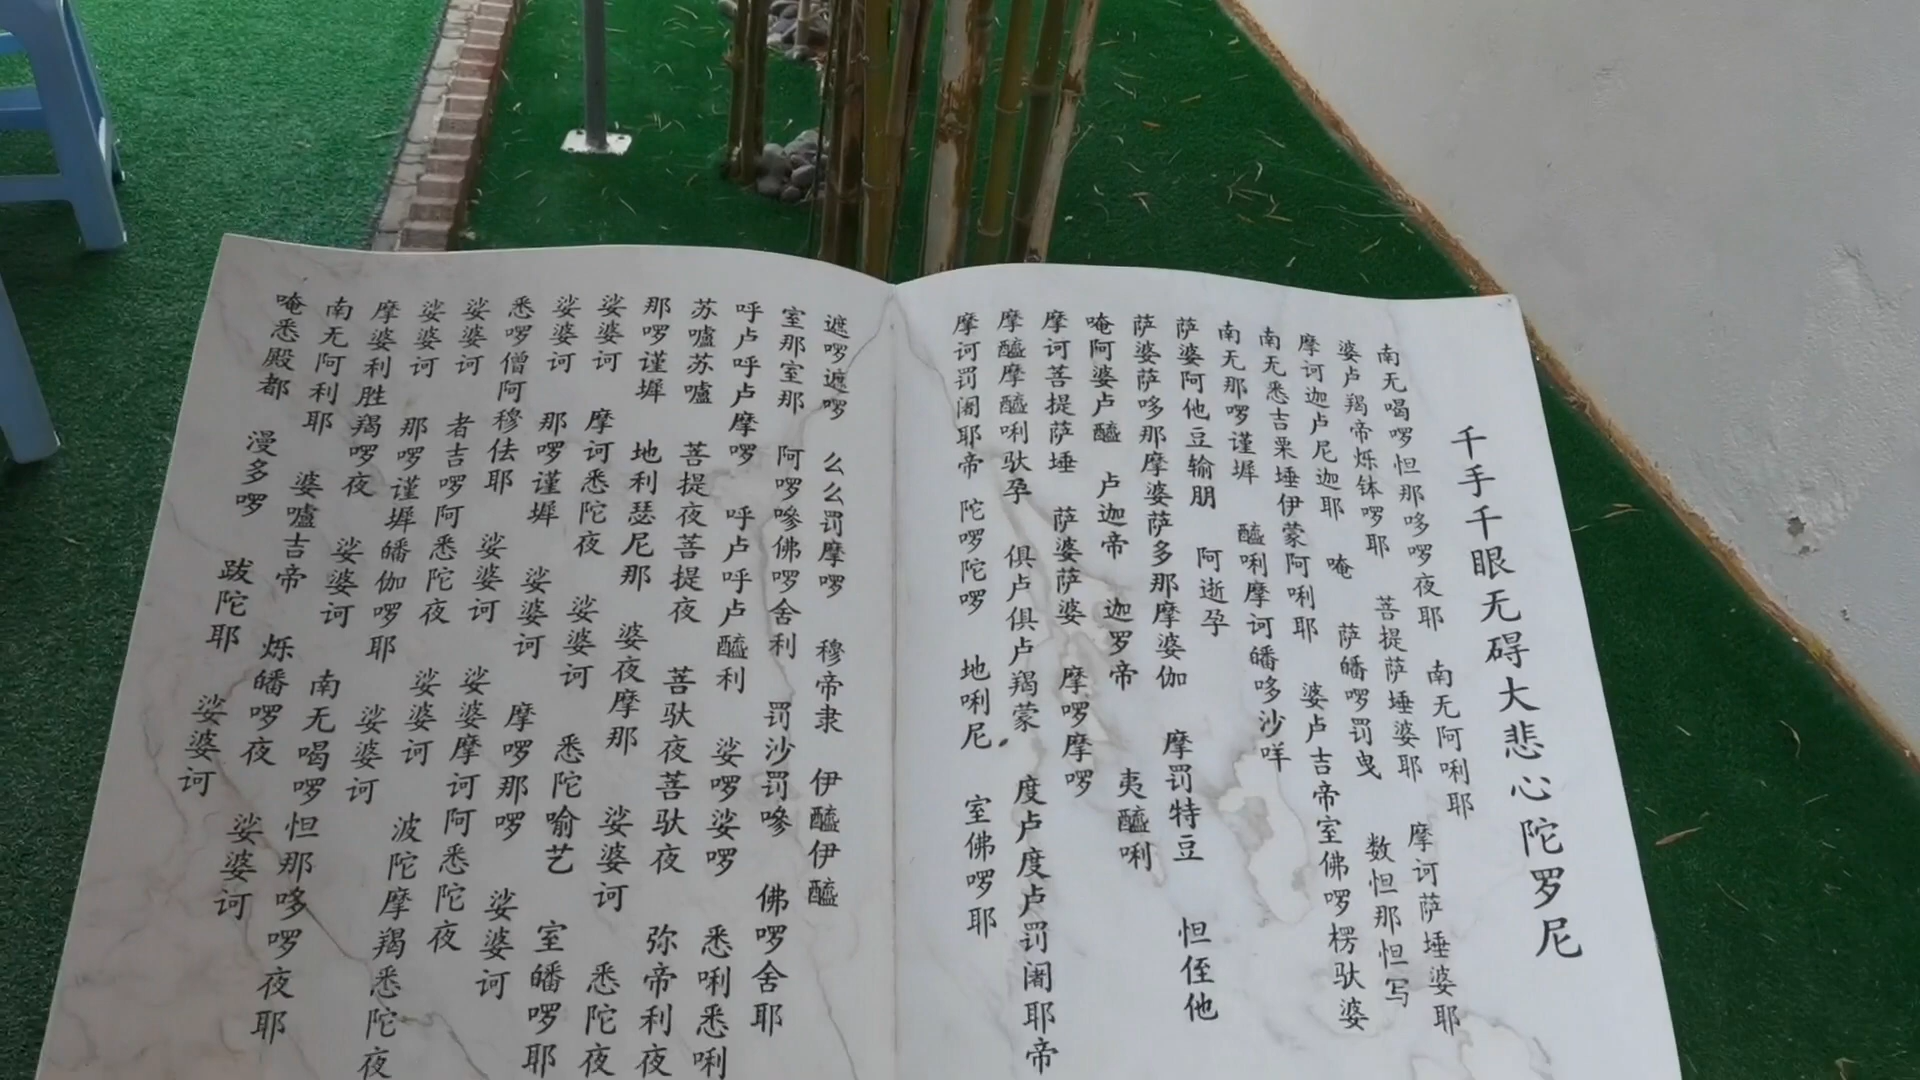 千手千眼无碍大悲心陀罗尼
南无喝啰怛那哆啰夜耶 南无阿唎耶
婆卢羯帝烁钵啰耶 菩提萨埵婆耶 摩诃萨埵婆耶
摩诃迦卢尼迦耶 唵 萨皤啰罚曳 数怛那怛写
南无悉吉栗埵伊蒙阿唎耶 婆卢吉帝室佛啰楞驮婆
南无那啰谨墀 醯唎摩诃皤哆沙咩
萨婆阿他豆输朋 阿逝孕
萨婆萨哆那摩婆萨多那摩婆伽 摩罚特豆 怛侄他
唵阿婆卢醯 卢迦帝 迦罗帝 夷醯唎
摩诃菩提萨埵 萨婆萨婆 摩啰摩啰
摩醯摩醯唎驮孕 俱卢俱卢羯蒙 度卢度卢罚阇耶帝
摩诃罚阇耶帝 陀啰陀啰 地唎尼 室佛啰耶
遮啰遮啰 么么罚摩啰 穆帝隶 伊醯伊醯
室那室那 阿啰嘇佛啰舍利 罚沙罚嘇 佛啰舍耶
呼卢呼卢摩啰 呼卢呼卢醯利 娑啰娑啰 悉唎悉唎
苏嚧苏嚧 菩提夜菩提夜 菩驮夜菩驮夜 弥帝利夜
那啰谨墀 地利瑟尼那 婆夜摩那 娑婆诃 悉陀夜
娑婆诃 摩诃悉陀夜 娑婆诃 悉陀喻艺 室皤啰耶
娑婆诃 那啰谨墀 娑婆诃 摩啰那啰 娑婆诃
悉啰僧阿穆佉耶 娑婆诃 娑婆摩诃阿悉陀夜
娑婆诃 者吉啰阿悉陀夜 娑婆诃 波陀摩羯悉陀夜
娑婆诃 那啰谨墀皤伽啰耶 娑婆诃
摩婆利胜羯啰夜 娑婆诃 南无喝啰怛那哆啰夜耶
南无阿利耶 婆嚧吉帝 烁皤啰夜 娑婆诃
唵悉殿都 漫多啰 跋陀耶 娑婆诃